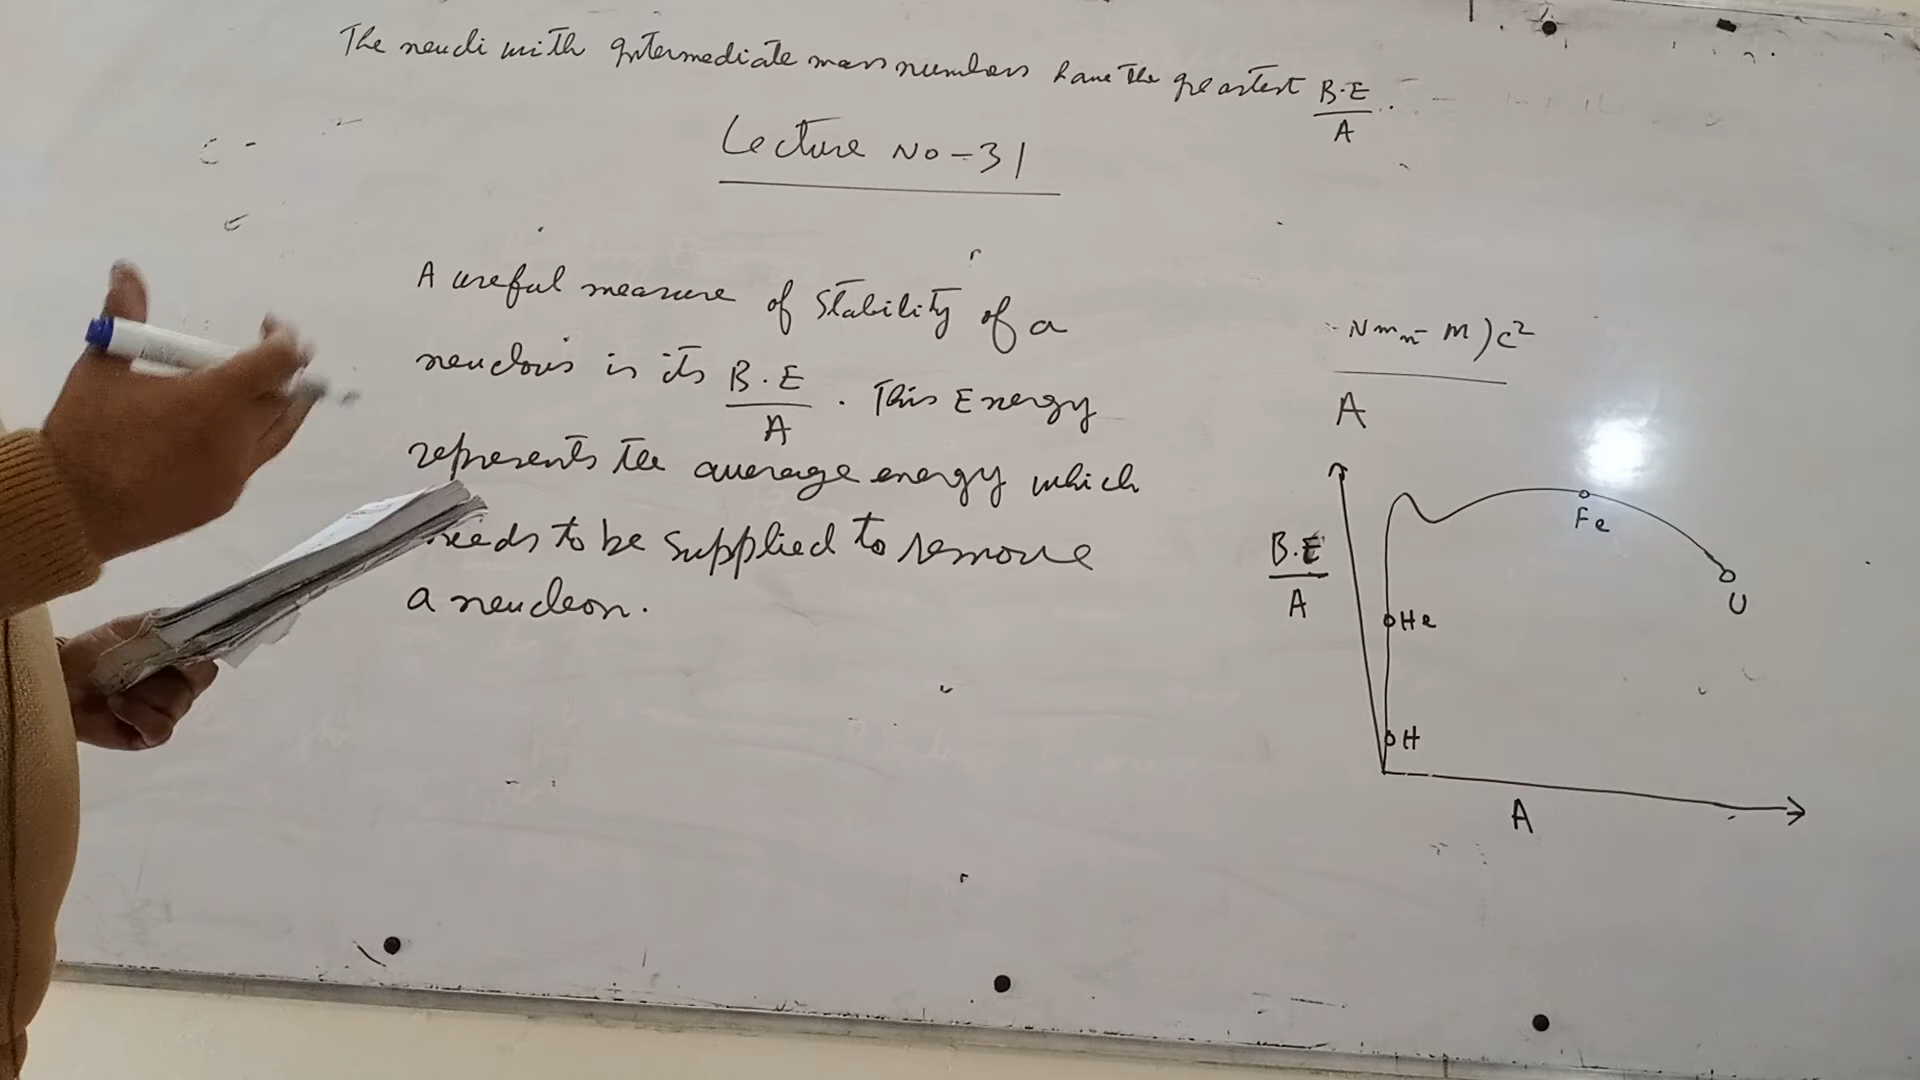 The neucli with Intermediate mass numbers have the greatest B.E
A
Lecture No-31
A useful measure of Stability of a
neuclous is its B.E / A . This Energy
represents the average energy which
needs to be supplied to remove
a neucleon.
Nmn - M)c²
A
B.E
A
Fe
U
He
H
A